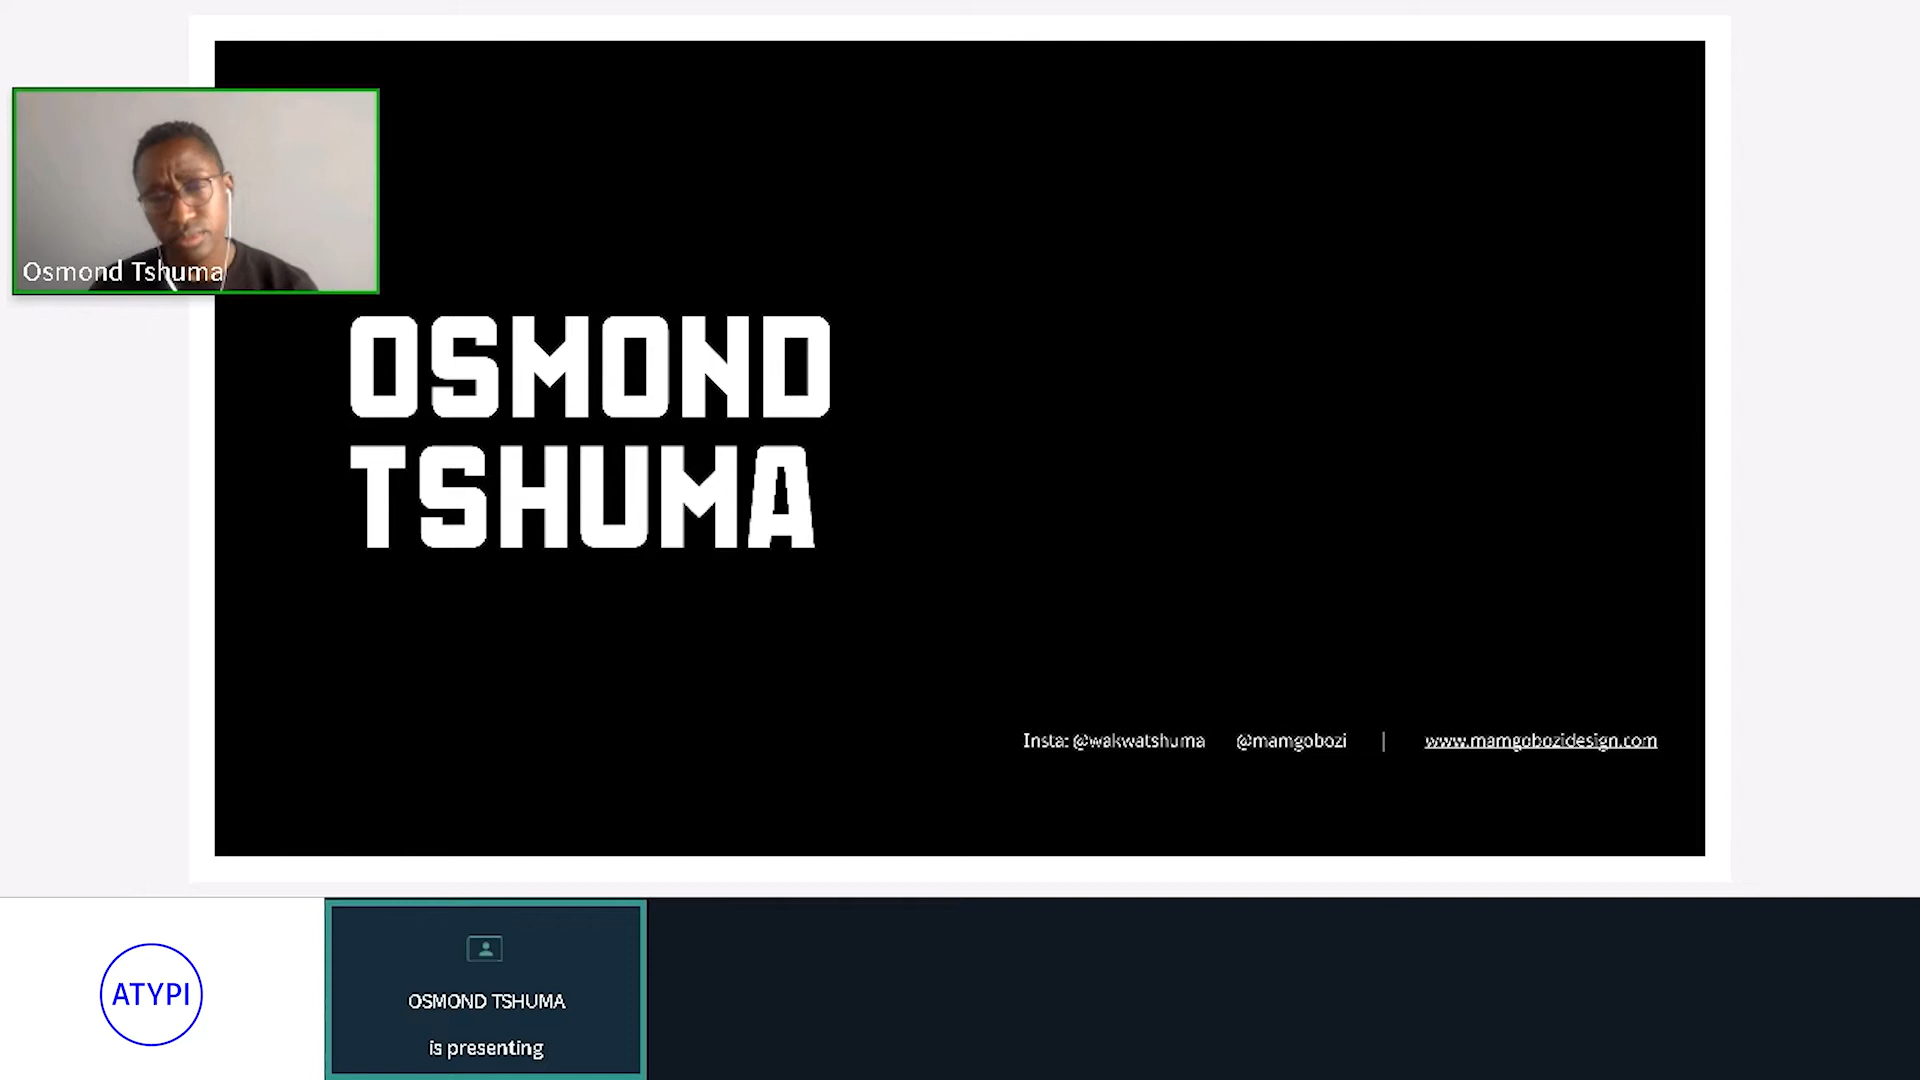 Osmond Tshuma
OSMOND
TSHUMA
Insta: @wakwatshuma @mamgobozi | www.mamgobozidesign.com
ATYPI
OSMOND TSHUMA
is presenting